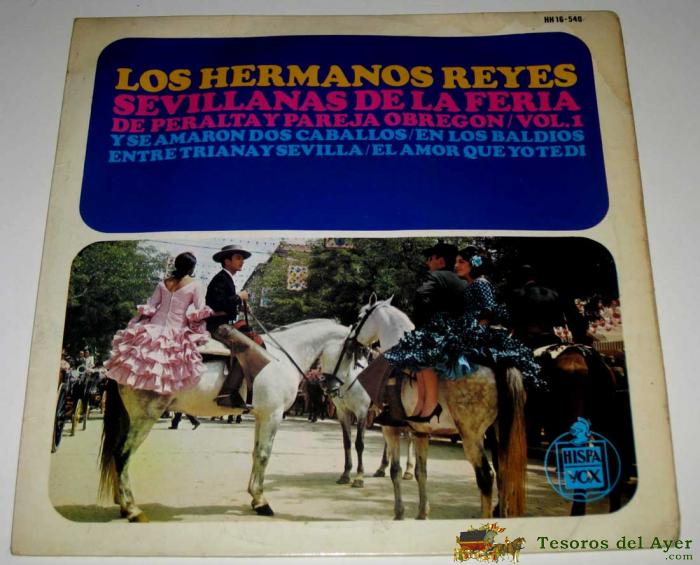 HH 16-540
LOS HERMANOS REYES
SEVILLANAS DE LA FERIA
DE PERALTA Y PAREJA OBREGON/VOL.1
Y SE AMARON DOS CABALLOS/EN LOS BALDIOS
ENTRE TRIANA Y SEVILLA/EL AMOR QUE YO TE DI
HISPA
VOX
Tesoros del Ayer
.com